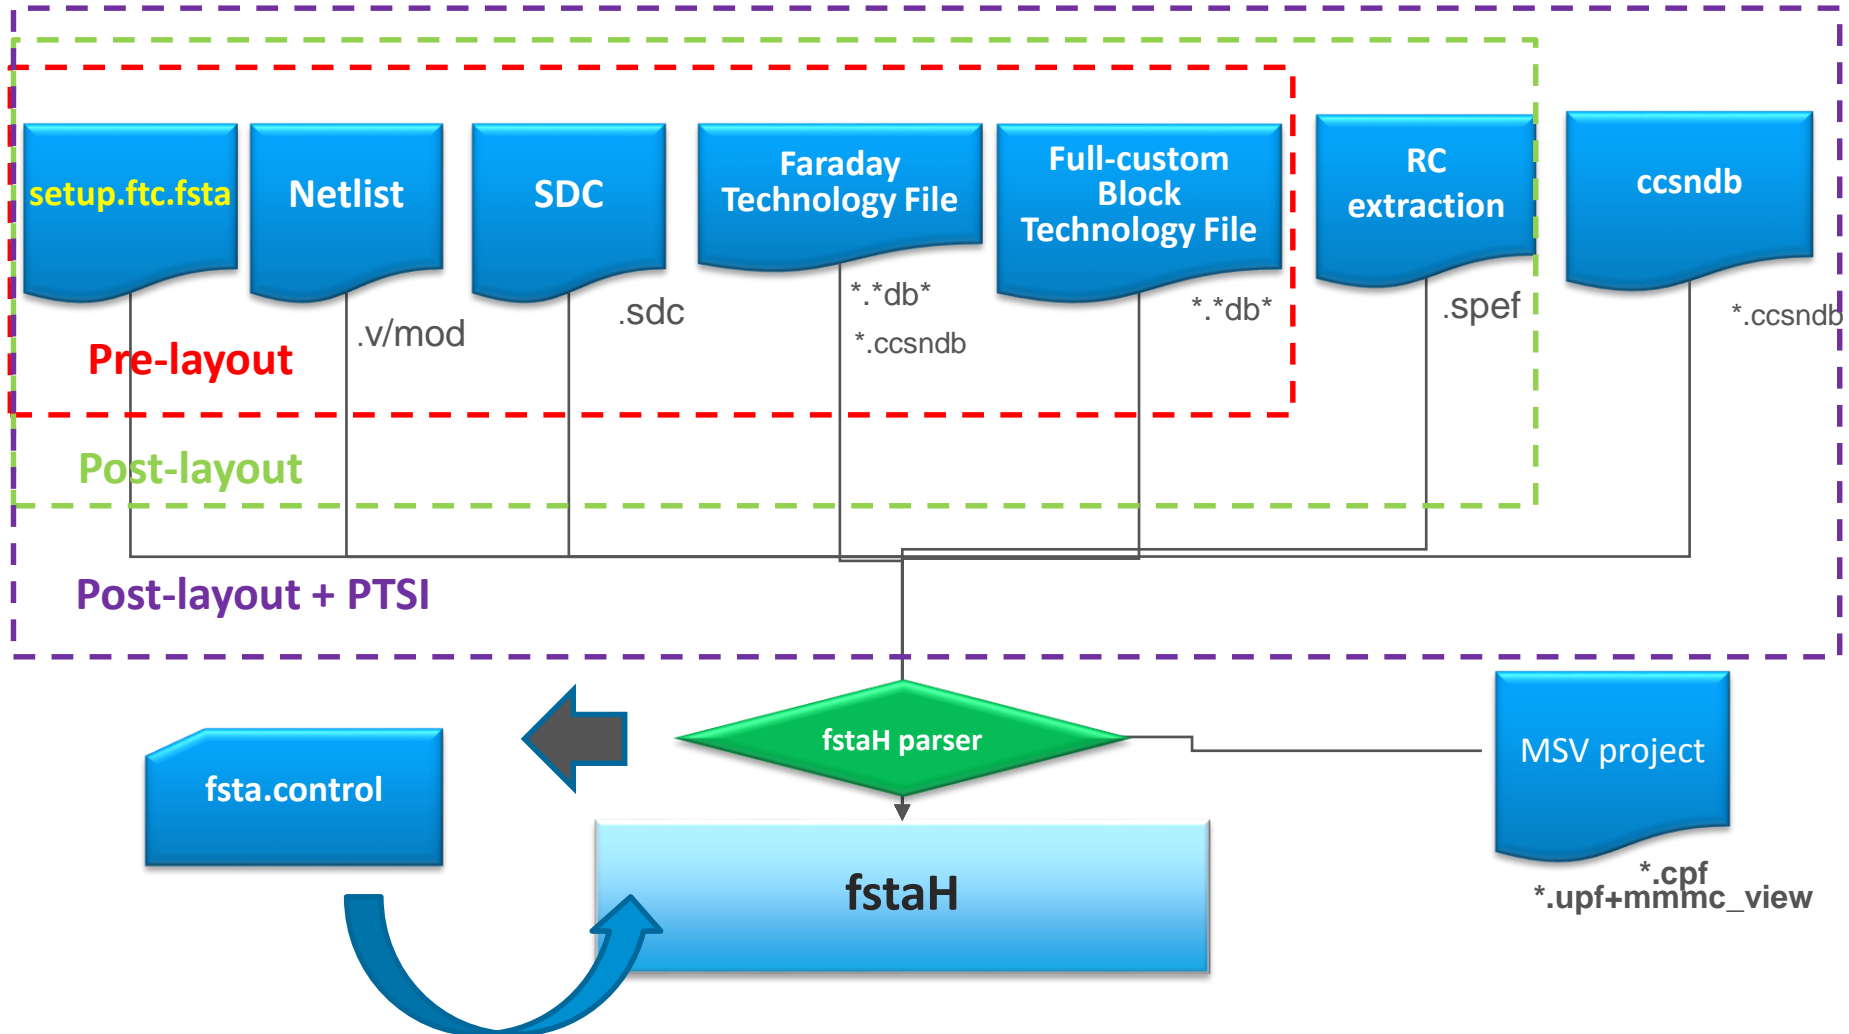 setup.ftc.fsta
Netlist
SDC
Faraday
Technology File
Full-custom
Block
Technology File
RC
extraction
ccsndb
.v/mod
.sdc
*.*db*
*.ccsndb
*.*db*
.spef
*.ccsndb
Pre-layout
Post-layout
Post-layout + PTSI
fstaH parser
MSV project
fsta.control
*.cpf
*.upf+mmmc_view
fstaH